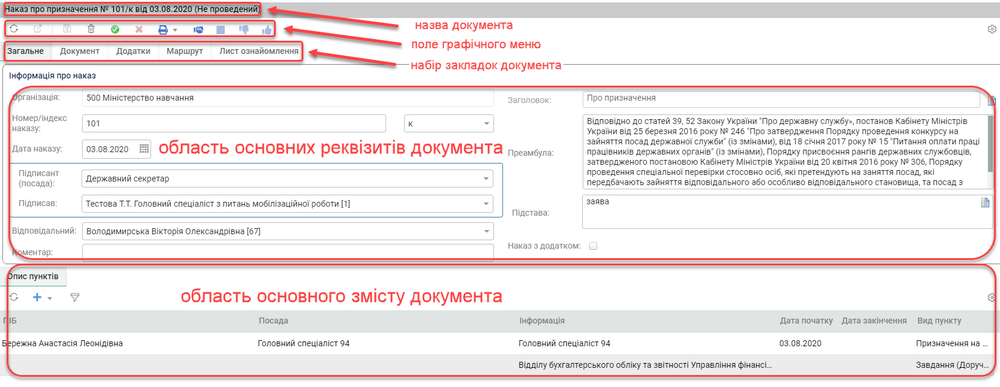 Наказ про призначення № 101/к від 03.08.2020 (Не проведений)
назва документа
поле графічного меню
Загальне Документ Додатки Маршрут Лист ознайомлення
набір закладок документа
Інформація про наказ
Організація: 500 Міністерство навчання
Заголовок: Про призначення
Номер/індекс наказу: 101 к
Дата наказу: 03.08.2020
область основних реквізитів документа
Преамбула:
Відповідно до статей 39, 52 Закону України "Про державну службу», постанов Кабінету Міністрів
України від 25 березня 2016 року № 246 "Про затвердження Порядку проведення конкурсу на
зайняття посад державної служби" (із змінами), від 18 січня 2017 року № 15 "Питання оплати праці
працівників державних органів" (із змінами), Порядку присвоєння рангів державних службовців,
затвердженого постановою Кабінету Міністрів України від 20 квітня 2016 року № 306, Порядку
проведення спеціальної перевірки стосовно осіб, які претендують на заняття посад, які
передбачають зайняття відповідального або особливо відповідального становища, та посад з
Підписант (посада): Державний секретар
Підписав: Тестова Т.Т. Головний спеціаліст з питань мобілізаційної роботи [1]
Підстава: заява
Відповідальний: Володимирська Вікторія Олександрівна [67]
Коментар:
Наказ з додатком:
Опис пунктів
область основного змісту документа
ПІБ Посада Інформація Дата початку Дата закінчення Вид пункту
Бережна Анастасія Леонідівна Головний спеціаліст 94 Головний спеціаліст 94 03.08.2020 Призначення на ...
Відділу бухгалтерського обліку та звітності Управління фінансі... Завдання (Доруч...